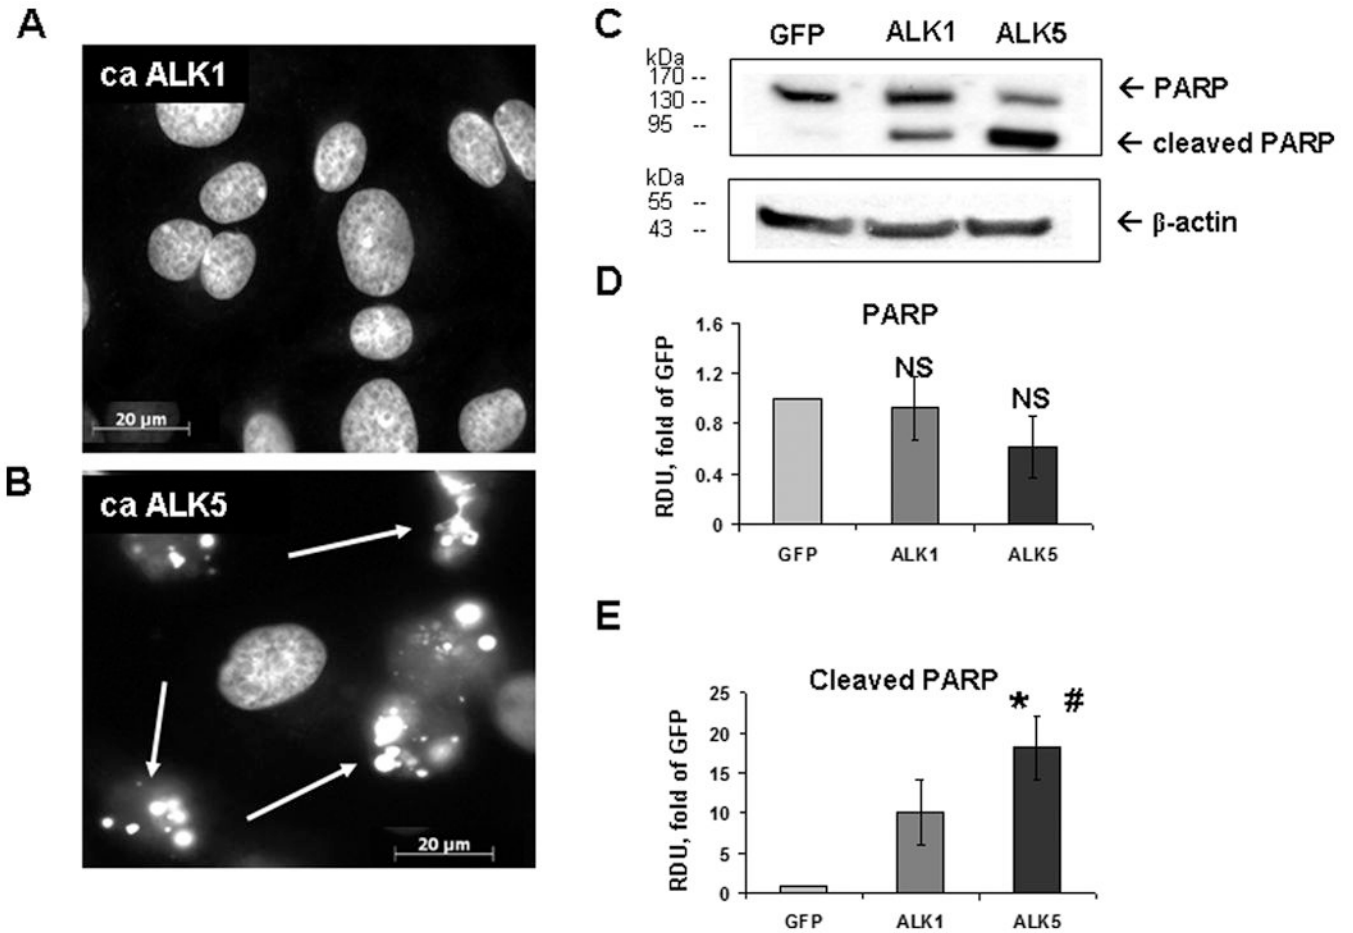 A
ca ALK1
20 µm
B
ca ALK5
20 µm
C
GFP ALK1 ALK5
kDa
170 --
130 --
95 --
← PARP
← cleaved PARP
kDa
55 --
43 --
← β-actin
D
PARP
RDU, fold of GFP
1.6
1.2
0.8
0.4
0
NS
NS
GFP ALK1 ALK5
E
Cleaved PARP
RDU, fold of GFP
25
20
15
10
5
0
* #
GFP ALK1 ALK5